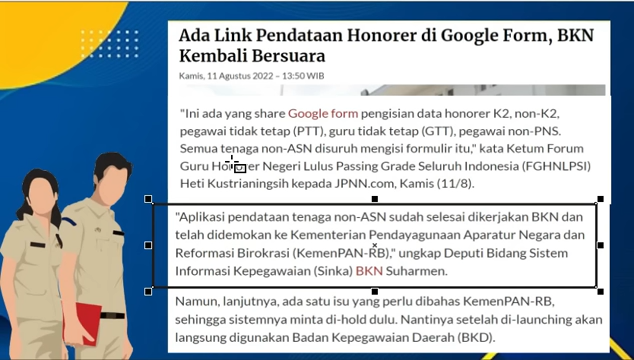 Ada Link Pendataan Honorer di Google Form, BKN
Kembali Bersuara
Kamis, 11 Agustus 2022 – 13:50 WIB
"Ini ada yang share Google form pengisian data honorer K2, non-K2,
pegawai tidak tetap (PTT), guru tidak tetap (GTT), pegawai non-PNS.
Semua tenaga non-ASN disuruh mengisi formulir itu," kata Ketum Forum
Guru Honorer Negeri Lulus Passing Grade Seluruh Indonesia (FGHNLPSI)
Heti Kustrianingsih kepada JPNN.com, Kamis (11/8).
"Aplikasi pendataan tenaga non-ASN sudah selesai dikerjakan BKN dan
telah didemokan ke Kementerian Pendayagunaan Aparatur Negara dan
Reformasi Birokrasi (KemenPAN-RB)," ungkap Deputi Bidang Sistem
Informasi Kepegawaian (Sinka) BKN Suharmen.
Namun, lanjutnya, ada satu isu yang perlu dibahas KemenPAN-RB,
sehingga sistemnya minta di-hold dulu. Nantinya setelah di-launching akan
langsung digunakan Badan Kepegawaian Daerah (BKD).